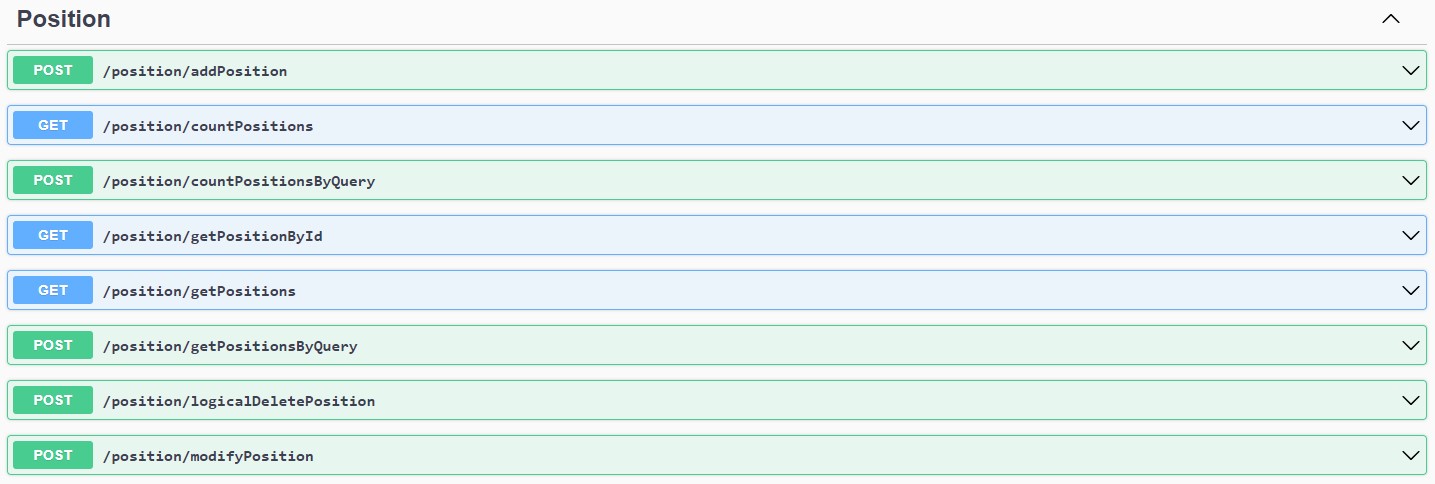 Position
POST /position/addPosition
GET /position/countPositions
POST /position/countPositionsByQuery
GET /position/getPositionById
GET /position/getPositions
POST /position/getPositionsByQuery
POST /position/logicalDeletePosition
POST /position/modifyPosition